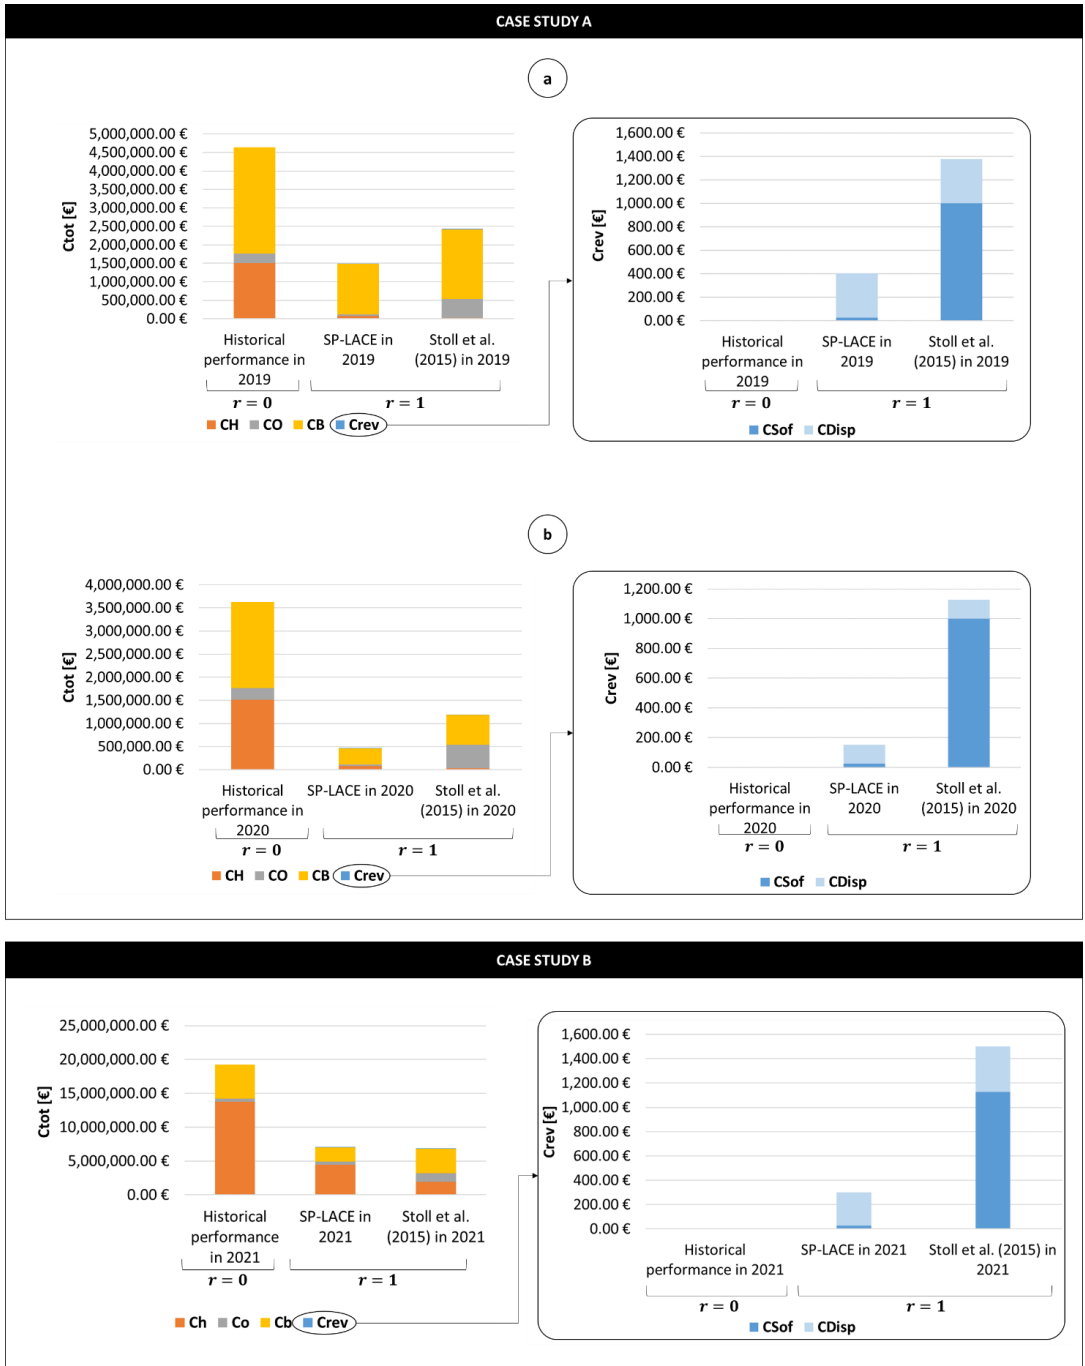 CASE STUDY A
a
5,000,000.00 €
4,500,000.00 €
4,000,000.00 €
3,500,000.00 €
3,000,000.00 €
2,500,000.00 €
2,000,000.00 €
1,500,000.00 €
1,000,000.00 €
500,000.00 €
0.00 €
Ctot [€]
Historical
performance in
2019
SP-LACE in
2019
Stoll et al.
(2015) in 2019
r = 0
r = 1
CH CO CB Crev
1,600.00 €
1,400.00 €
1,200.00 €
1,000.00 €
800.00 €
600.00 €
400.00 €
200.00 €
0.00 €
Crev [€]
Historical
performance in
2019
SP-LACE in
2019
Stoll et al.
(2015) in 2019
r = 0
r = 1
CSof CDisp
b
4,000,000.00 €
3,500,000.00 €
3,000,000.00 €
2,500,000.00 €
2,000,000.00 €
1,500,000.00 €
1,000,000.00 €
500,000.00 €
0.00 €
Ctot [€]
Historical
performance in
2020
SP-LACE in 2020
Stoll et al.
(2015) in 2020
r = 0
r = 1
CH CO CB Crev
1,200.00 €
1,000.00 €
800.00 €
600.00 €
400.00 €
200.00 €
0.00 €
Crev [€]
Historical
performance in
2020
SP-LACE in
2020
Stoll et al.
(2015) in 2020
r = 0
r = 1
CSof CDisp
CASE STUDY B
25,000,000.00 €
20,000,000.00 €
15,000,000.00 €
10,000,000.00 €
5,000,000.00 €
0.00 €
Ctot [€]
Historical
performance
in 2021
SP-LACE in
2021
Stoll et al.
(2015) in 2021
r = 0
r = 1
Ch Co Cb Crev
1,600.00 €
1,400.00 €
1,200.00 €
1,000.00 €
800.00 €
600.00 €
400.00 €
200.00 €
0.00 €
Crev [€]
Historical
performance in 2021
SP-LACE in 2021
Stoll et al. (2015) in
2021
r = 0
r = 1
CSof CDisp